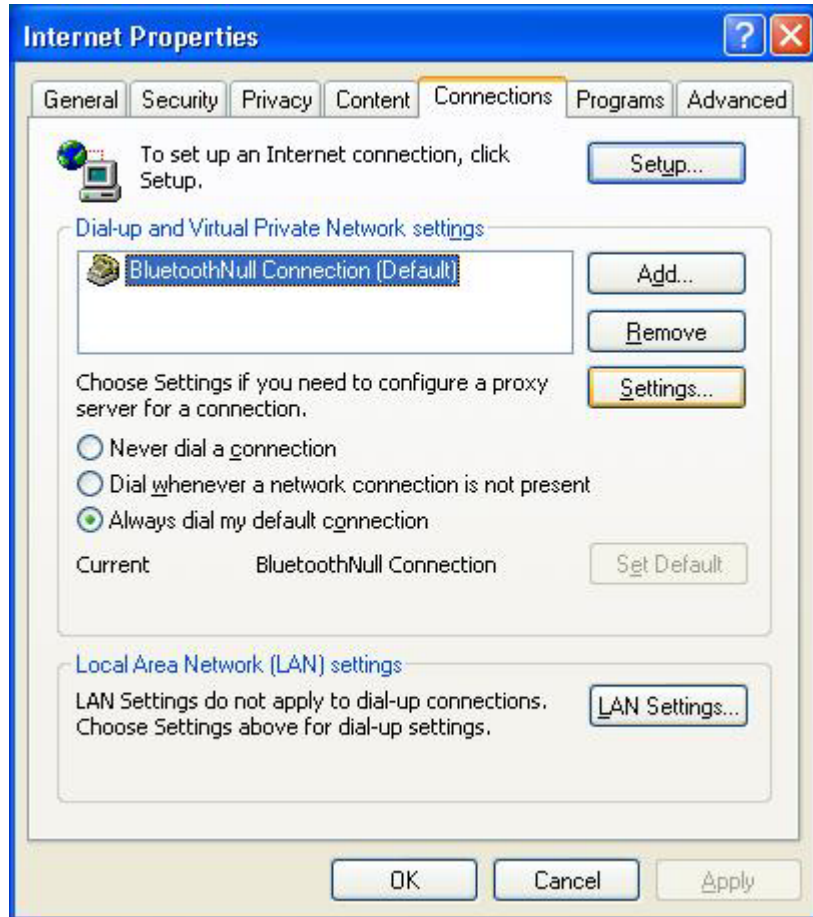 Internet Properties
General Security Privacy Content Connections Programs Advanced
To set up an Internet connection, click
Setup.
Setup...
Dial-up and Virtual Private Network settings
BluetoothNull Connection (Default)
Add...
Remove
Choose Settings if you need to configure a proxy
server for a connection.
Settings...
Never dial a connection
Dial whenever a network connection is not present
Always dial my default connection
Current BluetoothNull Connection Set Default
Local Area Network (LAN) settings
LAN Settings do not apply to dial-up connections.
Choose Settings above for dial-up settings.
LAN Settings...
OK Cancel Apply